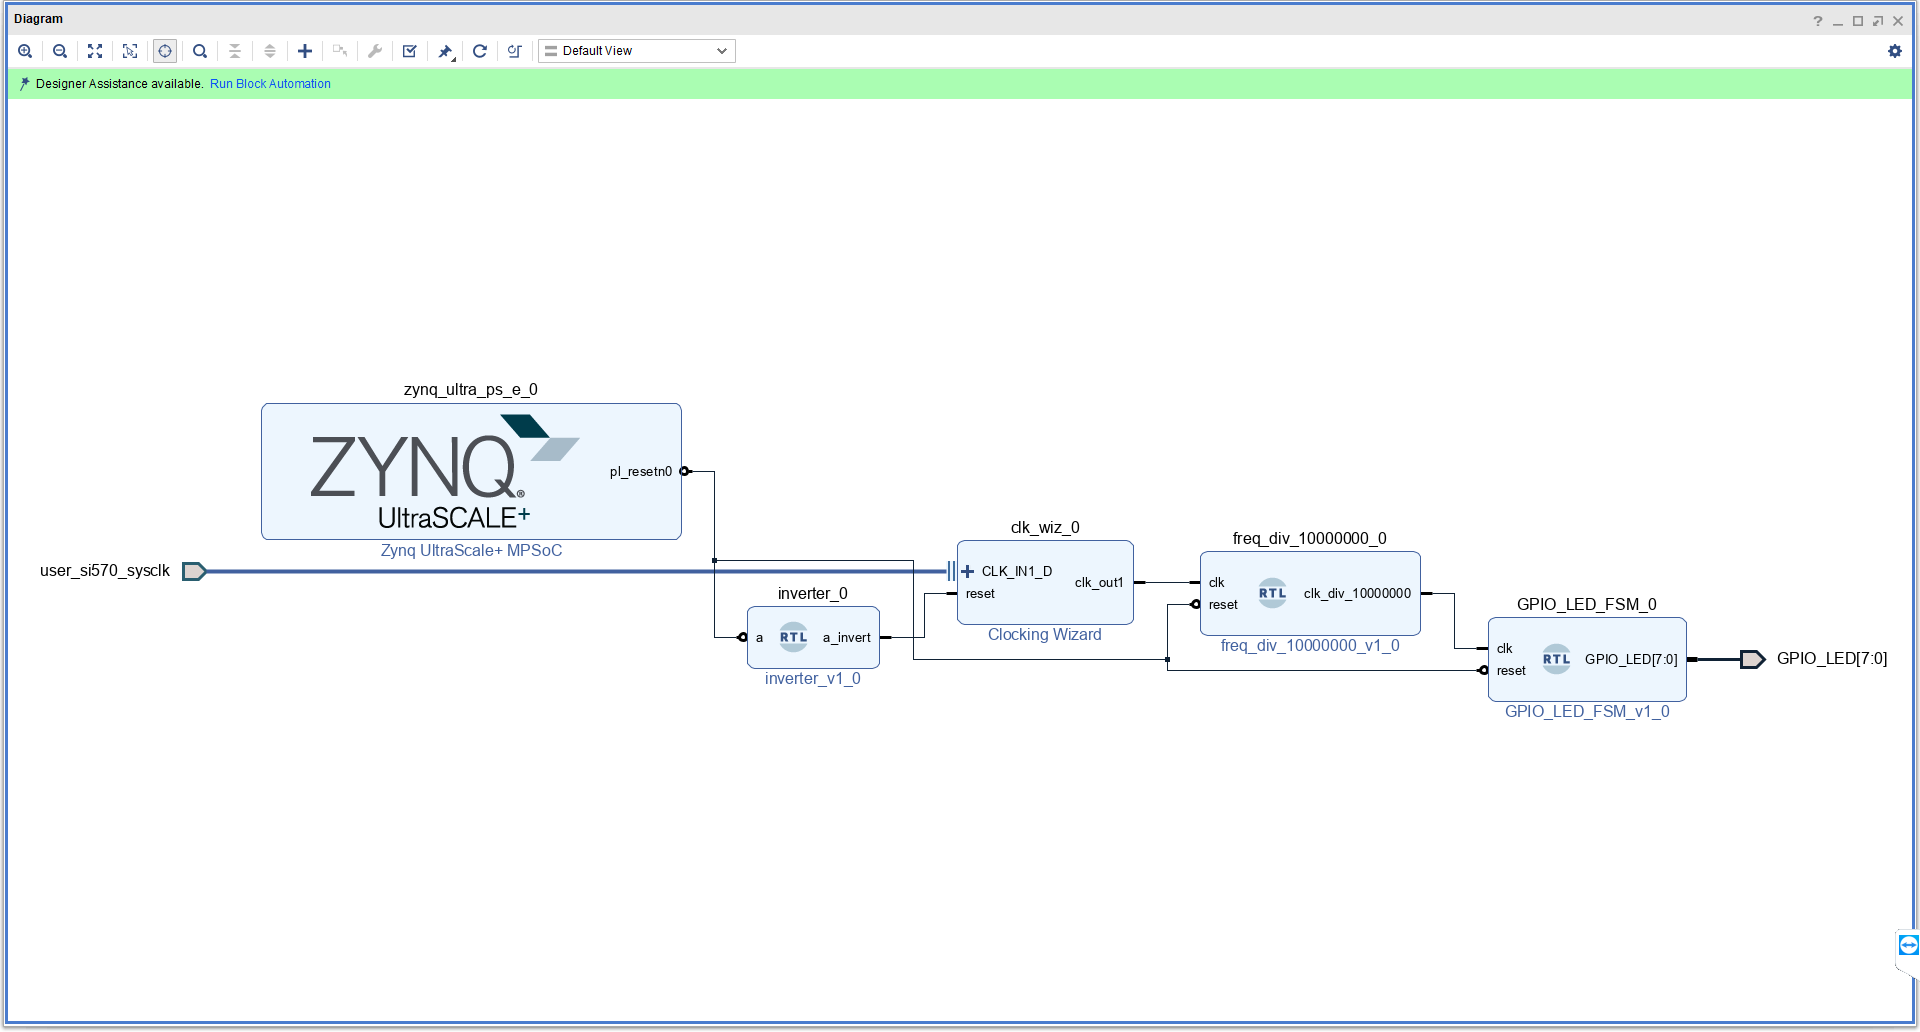 Diagram
Default View
Designer Assistance available. Run Block Automation
zynq_ultra_ps_e_0
ZYNQ®
UltraSCALE+
pl_resetn0
Zynq UltraScale+ MPSoC
user_si570_sysclk
inverter_0
a
RTL
a_invert
inverter_v1_0
clk_wiz_0
CLK_IN1_D
reset
clk_out1
Clocking Wizard
freq_div_10000000_0
clk
reset
RTL
clk_div_10000000
freq_div_10000000_v1_0
GPIO_LED_FSM_0
clk
reset
RTL
GPIO_LED[7:0]
GPIO_LED_FSM_v1_0
GPIO_LED[7:0]